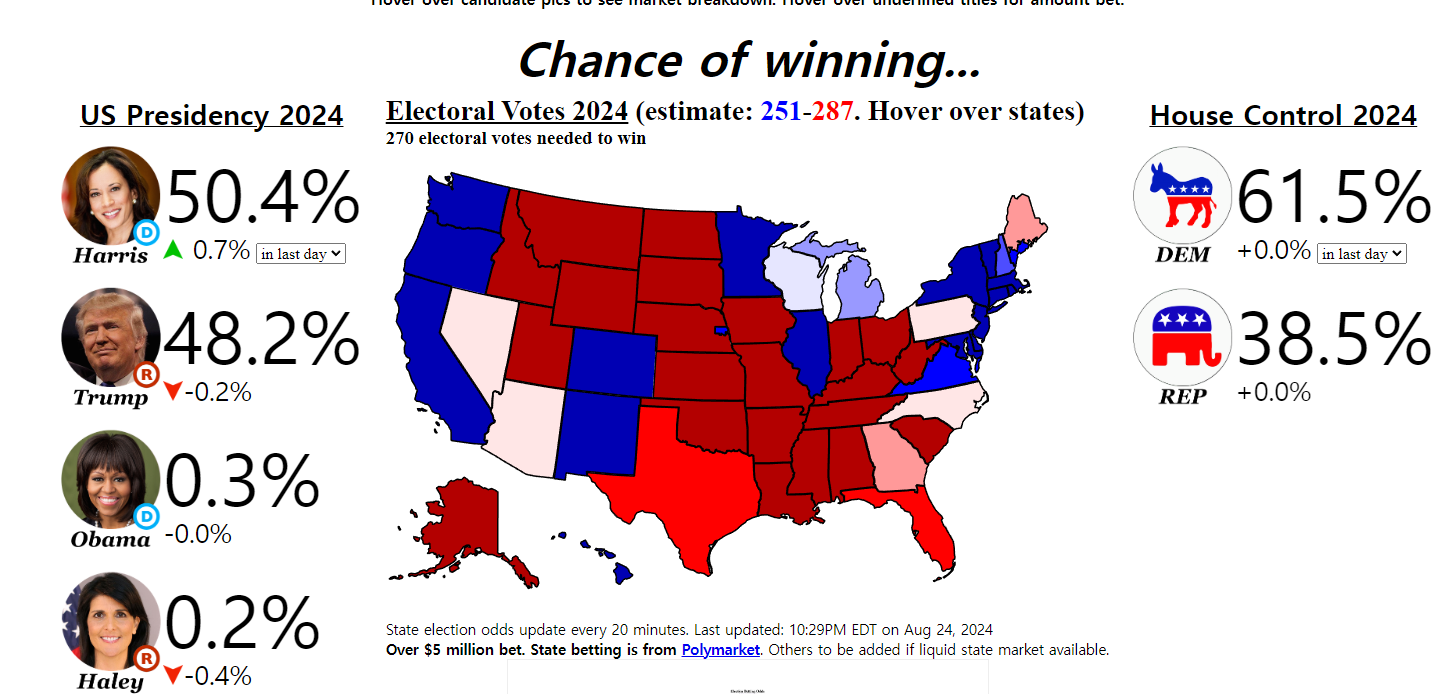 Hover over candidate pics to see market breakdown. Hover over underlined titles for amount bet.
Chance of winning...
US Presidency 2024
50.4%
D
Harris
0.7% in last day
48.2%
R
Trump
-0.2%
0.3%
D
Obama
-0.0%
0.2%
R
Haley
-0.4%
Electoral Votes 2024 (estimate: 251-287. Hover over states)
270 electoral votes needed to win
State election odds update every 20 minutes. Last updated: 10:29PM EDT on Aug 24, 2024
Over $5 million bet. State betting is from Polymarket. Others to be added if liquid state market available.
Election Betting Odds
House Control 2024
61.5%
DEM
+0.0% in last day
38.5%
REP
+0.0%